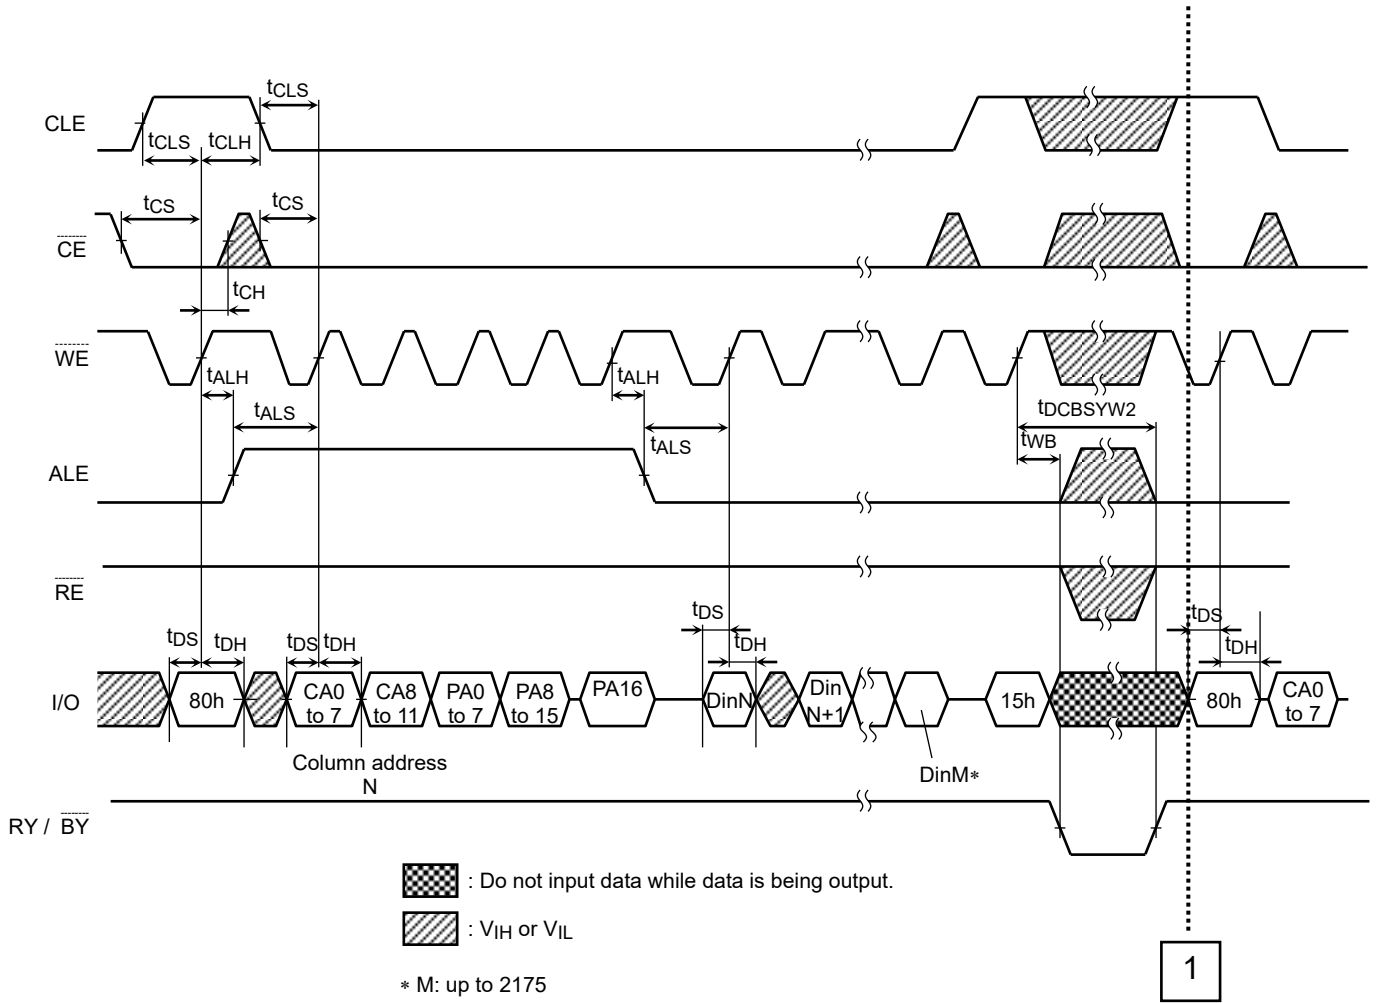 tCLS
CLE
tCLS tCLH
tCS tCS
CE
tCH
WE
tALH tALH
tALS tDCBSYW2
tALS tWB
ALE
RE
tDS tDH tDS tDH tDS tDH tDS tDH
I/O 80h CA0 to 7 CA8 to 11 PA0 to 7 PA8 to 15 PA16 DinN Din N+1 15h 80h CA0 to 7
Column address
N
DinM*
RY / BY
: Do not input data while data is being output.
: VIH or VIL
* M: up to 2175
1